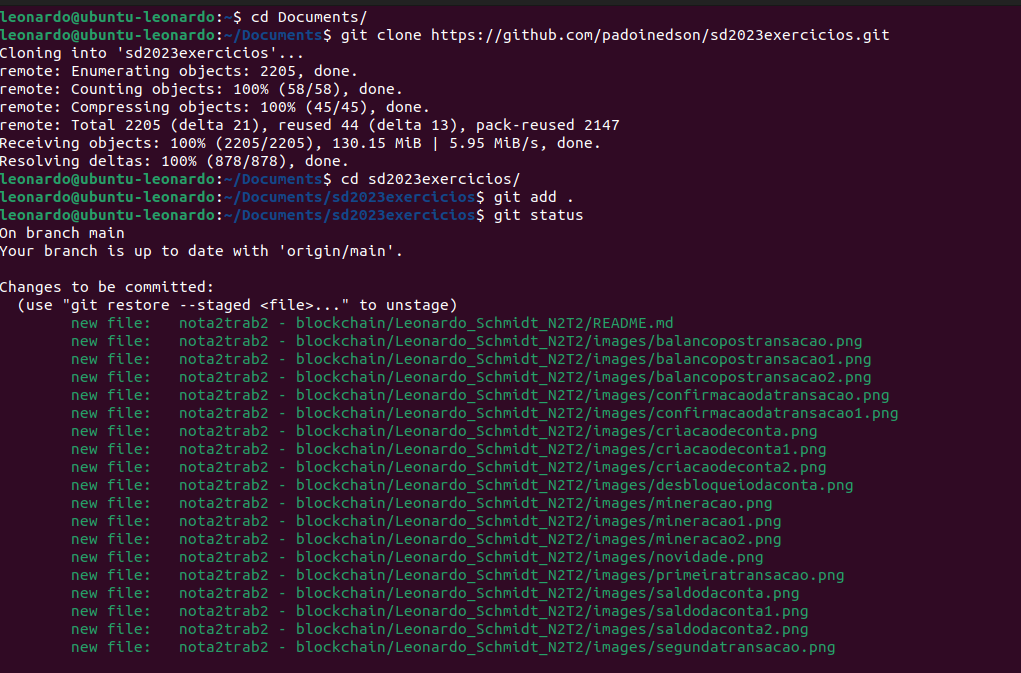 leonardo@ubuntu-leonardo:~$ cd Documents/
leonardo@ubuntu-leonardo:~/Documents$ git clone https://github.com/padoinedson/sd2023exercicios.git
Cloning into 'sd2023exercicios'...
remote: Enumerating objects: 2205, done.
remote: Counting objects: 100% (58/58), done.
remote: Compressing objects: 100% (45/45), done.
remote: Total 2205 (delta 21), reused 44 (delta 13), pack-reused 2147
Receiving objects: 100% (2205/2205), 130.15 MiB | 5.95 MiB/s, done.
Resolving deltas: 100% (878/878), done.
leonardo@ubuntu-leonardo:~/Documents$ cd sd2023exercicios/
leonardo@ubuntu-leonardo:~/Documents/sd2023exercicios$ git add .
leonardo@ubuntu-leonardo:~/Documents/sd2023exercicios$ git status
On branch main
Your branch is up to date with 'origin/main'.

Changes to be committed:
  (use "git restore --staged <file>..." to unstage)
        new file:   nota2trab2 - blockchain/Leonardo_Schmidt_N2T2/README.md
        new file:   nota2trab2 - blockchain/Leonardo_Schmidt_N2T2/images/balancopostransacao.png
        new file:   nota2trab2 - blockchain/Leonardo_Schmidt_N2T2/images/balancopostransacao1.png
        new file:   nota2trab2 - blockchain/Leonardo_Schmidt_N2T2/images/balancopostransacao2.png
        new file:   nota2trab2 - blockchain/Leonardo_Schmidt_N2T2/images/confirmacaodatransacao.png
        new file:   nota2trab2 - blockchain/Leonardo_Schmidt_N2T2/images/confirmacaodatransacao1.png
        new file:   nota2trab2 - blockchain/Leonardo_Schmidt_N2T2/images/criacaodeconta.png
        new file:   nota2trab2 - blockchain/Leonardo_Schmidt_N2T2/images/criacaodeconta1.png
        new file:   nota2trab2 - blockchain/Leonardo_Schmidt_N2T2/images/criacaodeconta2.png
        new file:   nota2trab2 - blockchain/Leonardo_Schmidt_N2T2/images/desbloqueiodaconta.png
        new file:   nota2trab2 - blockchain/Leonardo_Schmidt_N2T2/images/mineracao.png
        new file:   nota2trab2 - blockchain/Leonardo_Schmidt_N2T2/images/mineracao1.png
        new file:   nota2trab2 - blockchain/Leonardo_Schmidt_N2T2/images/mineracao2.png
        new file:   nota2trab2 - blockchain/Leonardo_Schmidt_N2T2/images/novidade.png
        new file:   nota2trab2 - blockchain/Leonardo_Schmidt_N2T2/images/primeiratransacao.png
        new file:   nota2trab2 - blockchain/Leonardo_Schmidt_N2T2/images/saldodaconta.png
        new file:   nota2trab2 - blockchain/Leonardo_Schmidt_N2T2/images/saldodaconta1.png
        new file:   nota2trab2 - blockchain/Leonardo_Schmidt_N2T2/images/saldodaconta2.png
        new file:   nota2trab2 - blockchain/Leonardo_Schmidt_N2T2/images/segundatransacao.png